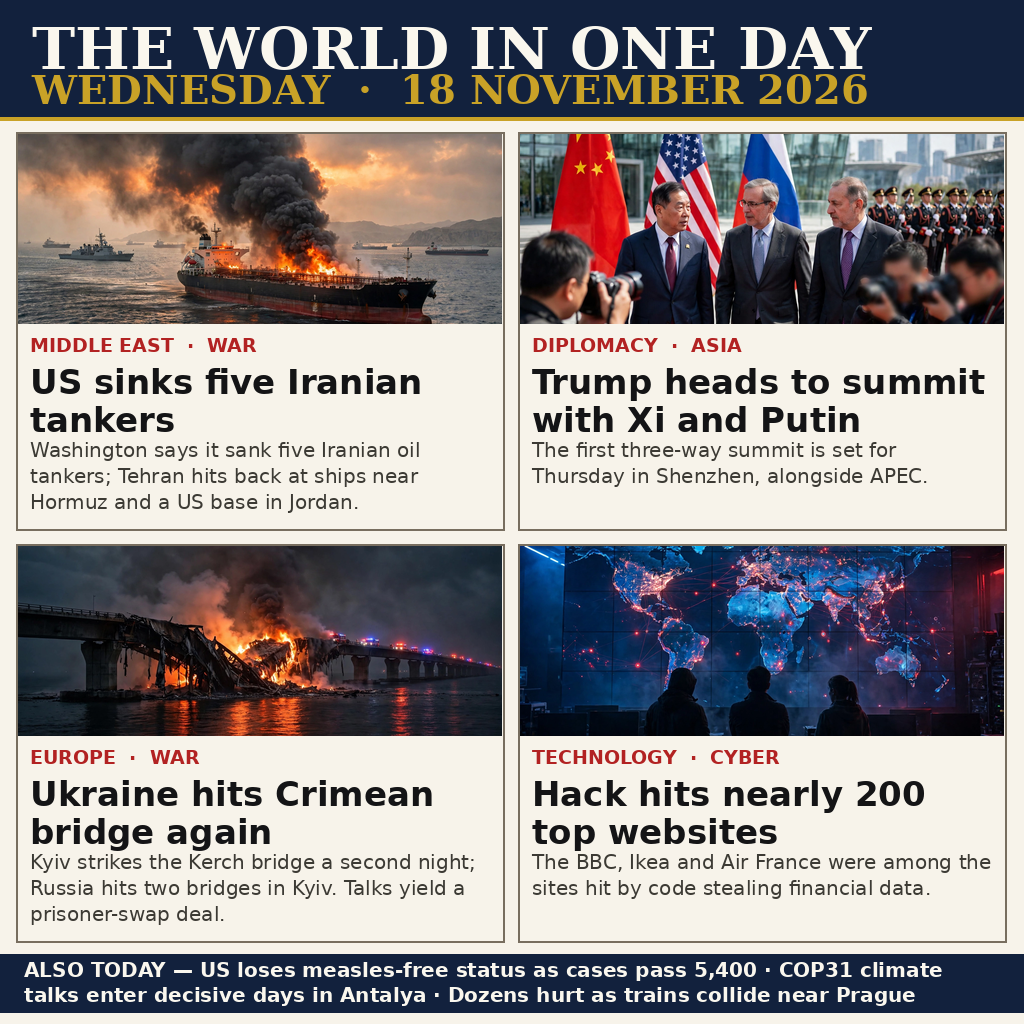 THE WORLD IN ONE DAY
WEDNESDAY · 18 NOVEMBER 2026
MIDDLE EAST · WAR
US sinks five Iranian
tankers
Washington says it sank five Iranian oil
tankers; Tehran hits back at ships near
Hormuz and a US base in Jordan.
DIPLOMACY · ASIA
Trump heads to summit
with Xi and Putin
The first three-way summit is set for
Thursday in Shenzhen, alongside APEC.
EUROPE · WAR
Ukraine hits Crimean
bridge again
Kyiv strikes the Kerch bridge a second night;
Russia hits two bridges in Kyiv. Talks yield a
prisoner-swap deal.
TECHNOLOGY · CYBER
Hack hits nearly 200
top websites
The BBC, Ikea and Air France were among the
sites hit by code stealing financial data.
ALSO TODAY — US loses measles-free status as cases pass 5,400 · COP31 climate
talks enter decisive days in Antalya · Dozens hurt as trains collide near Prague